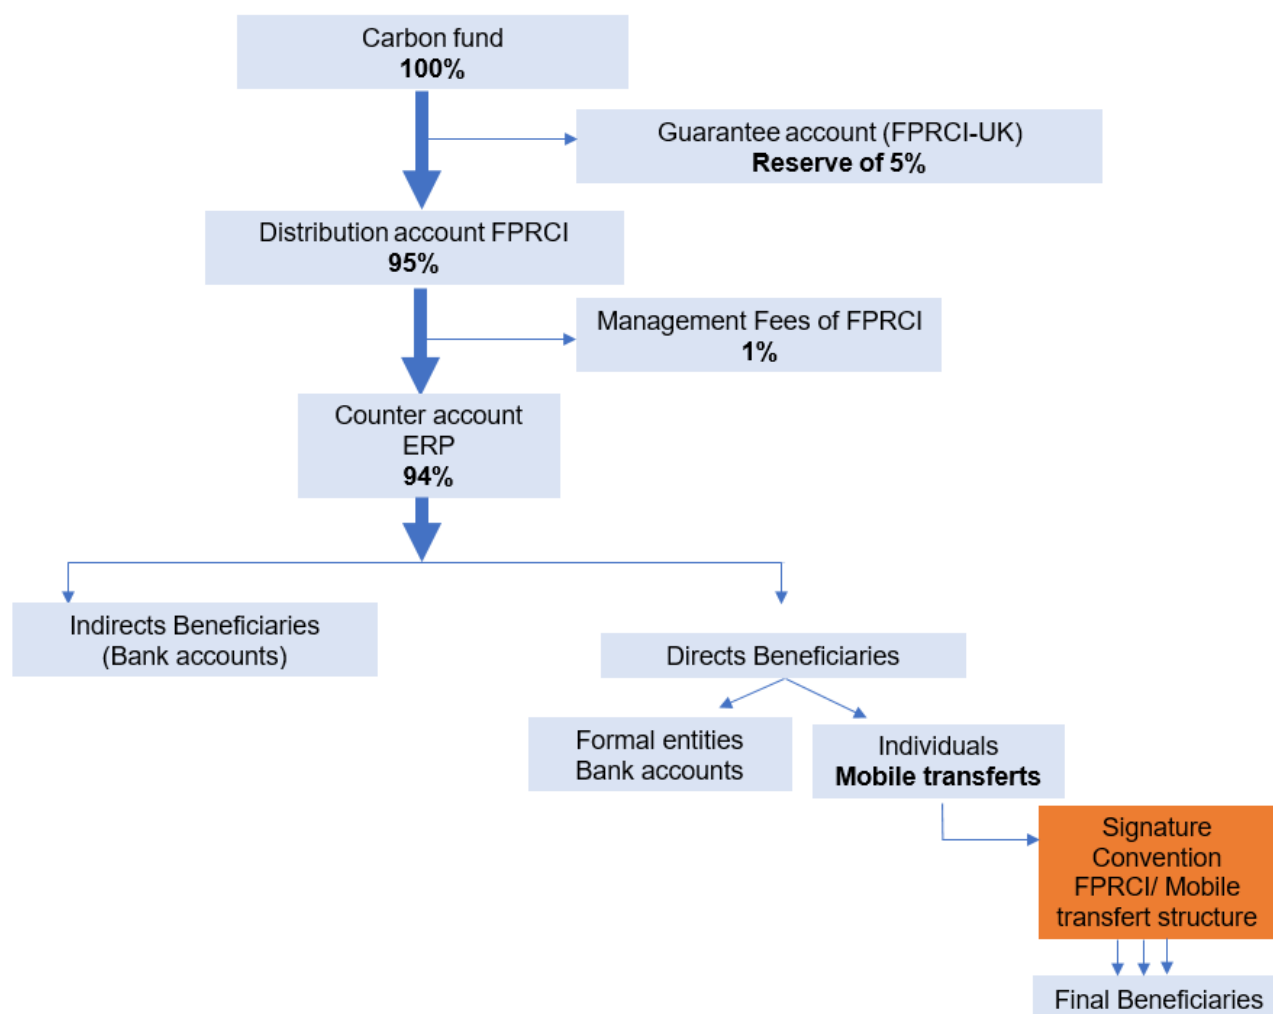 Carbon fund
100%
Guarantee account (FPRCI-UK)
Reserve of 5%
Distribution account FPRCI
95%
Management Fees of FPRCI
1%
Counter account
ERP
94%
Indirects Beneficiaries
(Bank accounts)
Directs Beneficiaries
Formal entities
Bank accounts
Individuals
Mobile transferts
Signature
Convention
FPRCI/ Mobile
transfert structure
Final Beneficiaries